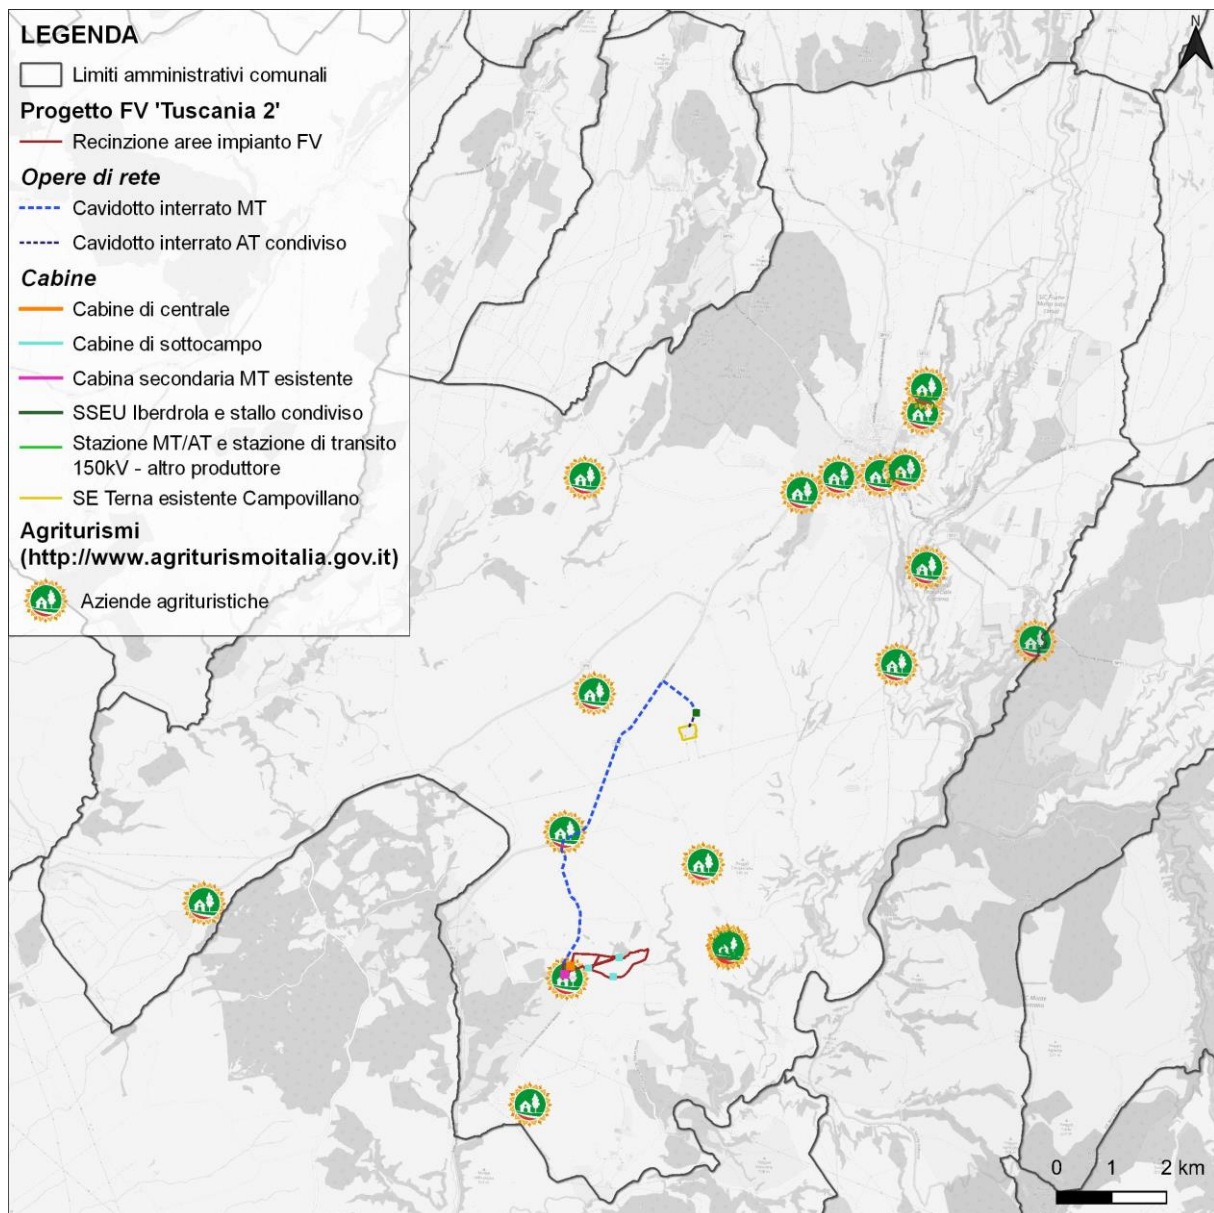 LEGENDA
Limiti amministrativi comunali
Progetto FV 'Tuscania 2'
Recinzione aree impianto FV
Opere di rete
Cavidotto interrato MT
Cavidotto interrato AT condiviso
Cabine
Cabine di centrale
Cabine di sottocampo
Cabina secondaria MT esistente
SSEU Iberdrola e stallo condiviso
Stazione MT/AT e stazione di transito
150kV - altro produttore
SE Terna esistente Campovillano
Agriturismi
(http://www.agriturismoitalia.gov.it)
Aziende agrituristiche
N
0 1 2 km